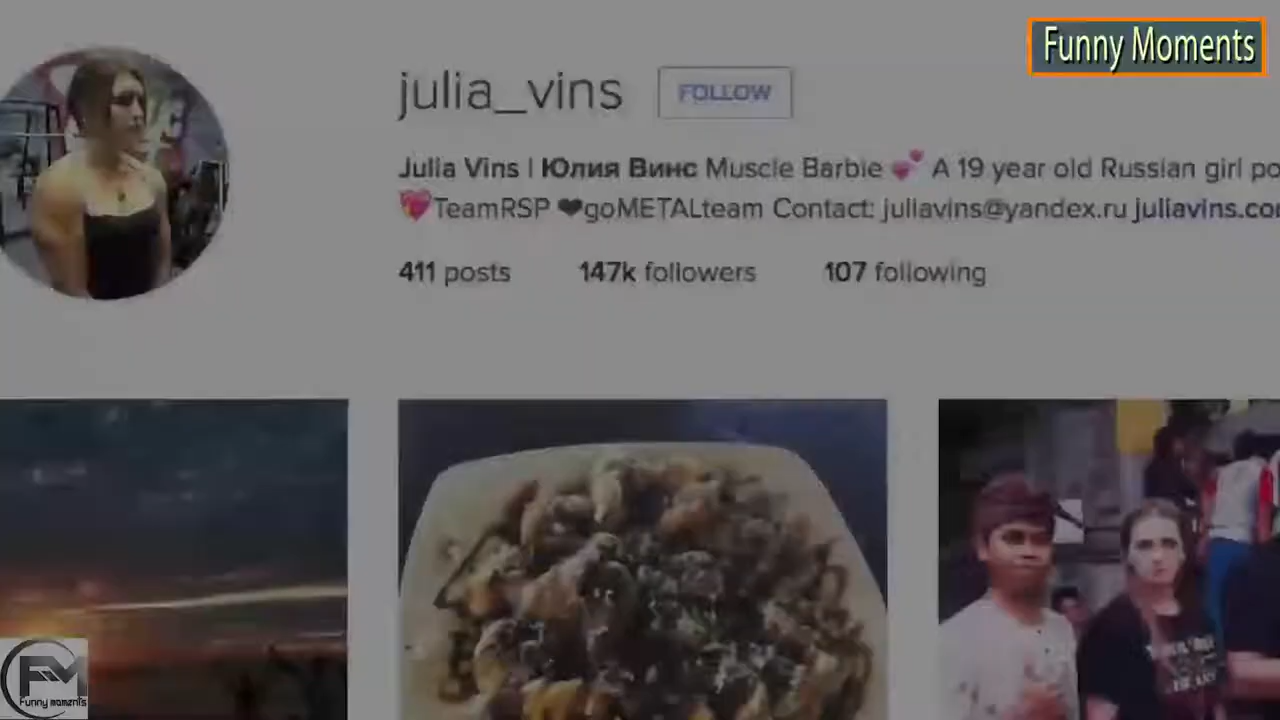 Funny Moments
julia_vins FOLLOW
Julia Vins | Юлия Винс Muscle Barbie 💕 A 19 year old Russian girl po
💖TeamRSP ❤goMETALteam Contact: juliavins@yandex.ru juliavins.co
411 posts 147k followers 107 following
FM
Funny moments